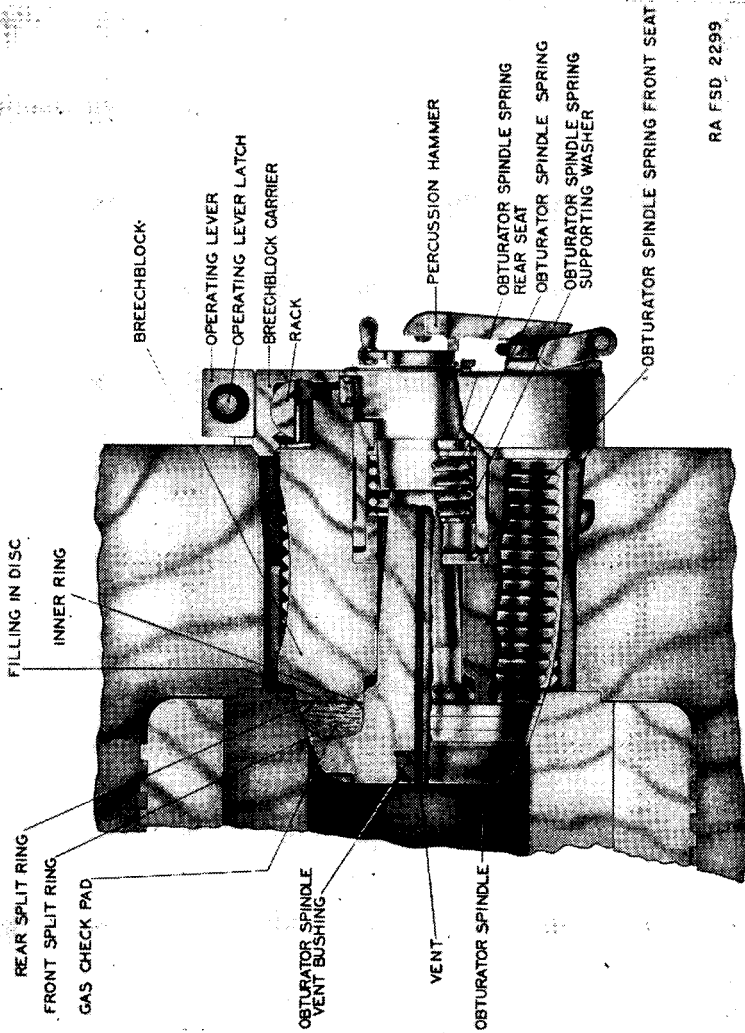 REAR SPLIT RING
FRONT SPLIT RING
GAS CHECK PAD
OBTURATOR SPINDLE
VENT BUSHING
VENT
OBTURATOR SPINDLE
FILLING IN DISC
INNER RING
BREECHBLOCK
OPERATING LEVER
OPERATING LEVER LATCH
BREECHBLOCK CARRIER
RACK
PERCUSSION HAMMER
OBTURATOR SPINDLE SPRING
REAR SEAT
OBTURATOR SPINDLE SPRING
OBTURATOR SPINDLE SPRING
SUPPORTING WASHER
OBTURATOR SPINDLE SPRING FRONT SEAT
RA FSD 2299